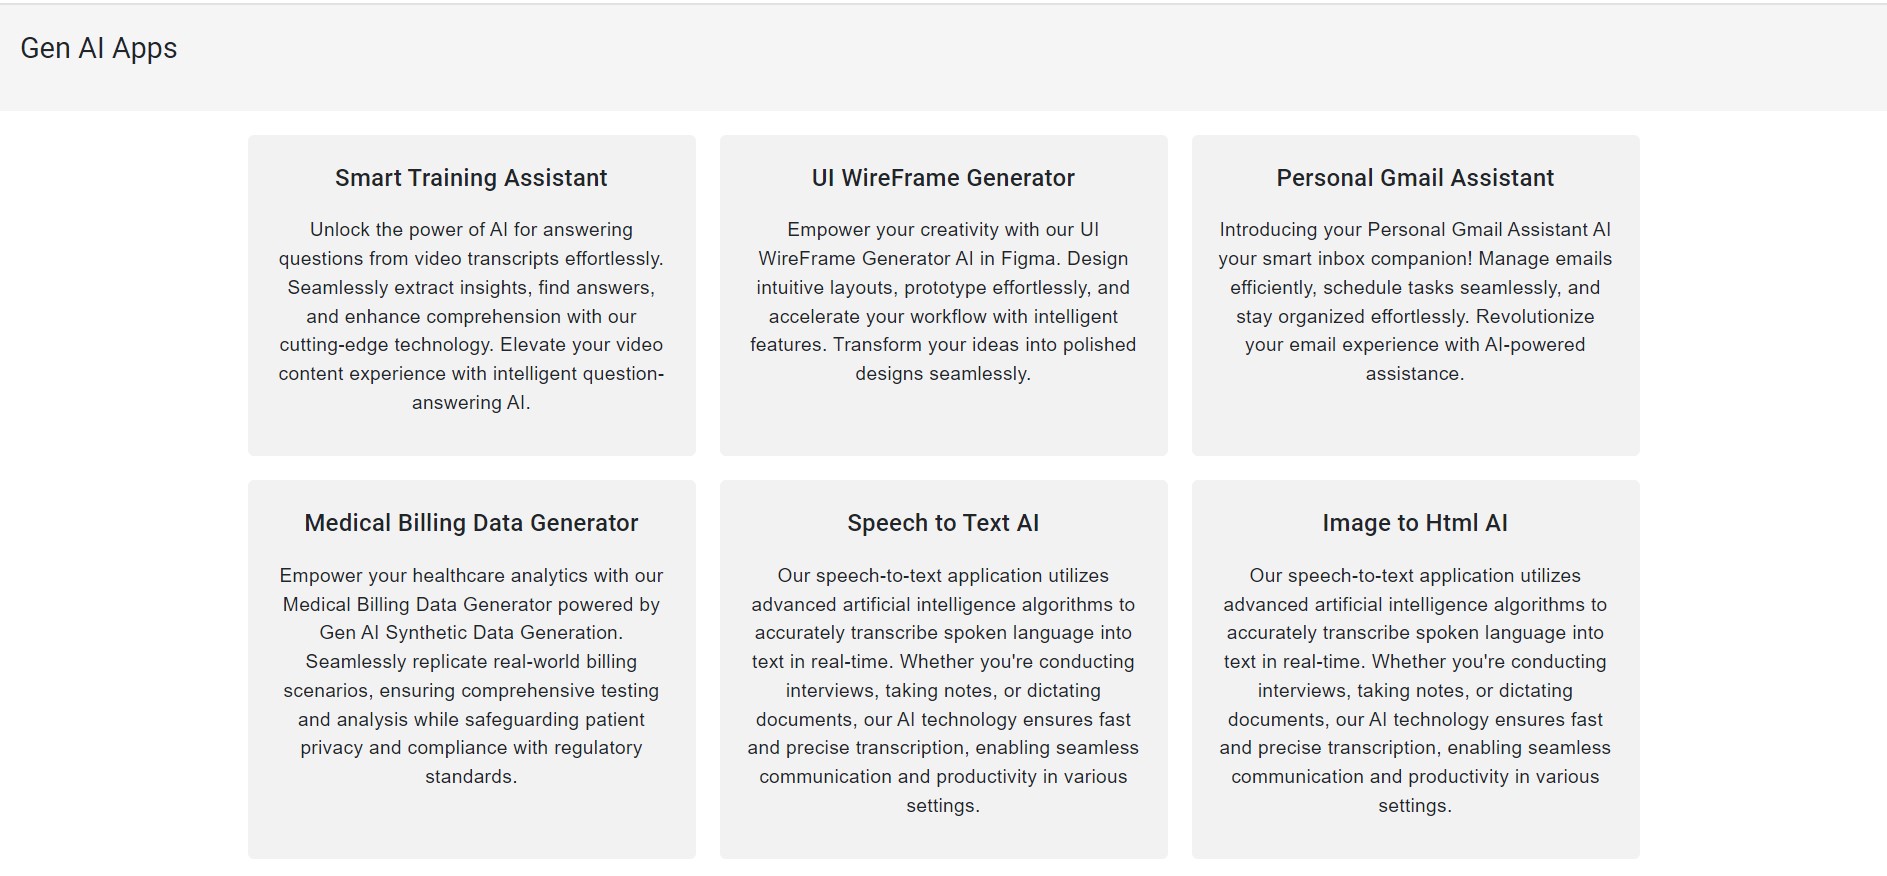 Gen AI Apps
Smart Training Assistant
Unlock the power of AI for answering
questions from video transcripts effortlessly.
Seamlessly extract insights, find answers,
and enhance comprehension with our
cutting-edge technology. Elevate your video
content experience with intelligent question-
answering AI.
UI WireFrame Generator
Empower your creativity with our UI
WireFrame Generator AI in Figma. Design
intuitive layouts, prototype effortlessly, and
accelerate your workflow with intelligent
features. Transform your ideas into polished
designs seamlessly.
Personal Gmail Assistant
Introducing your Personal Gmail Assistant AI
your smart inbox companion! Manage emails
efficiently, schedule tasks seamlessly, and
stay organized effortlessly. Revolutionize
your email experience with AI-powered
assistance.
Medical Billing Data Generator
Empower your healthcare analytics with our
Medical Billing Data Generator powered by
Gen AI Synthetic Data Generation.
Seamlessly replicate real-world billing
scenarios, ensuring comprehensive testing
and analysis while safeguarding patient
privacy and compliance with regulatory
standards.
Speech to Text AI
Our speech-to-text application utilizes
advanced artificial intelligence algorithms to
accurately transcribe spoken language into
text in real-time. Whether you're conducting
interviews, taking notes, or dictating
documents, our AI technology ensures fast
and precise transcription, enabling seamless
communication and productivity in various
settings.
Image to Html AI
Our speech-to-text application utilizes
advanced artificial intelligence algorithms to
accurately transcribe spoken language into
text in real-time. Whether you're conducting
interviews, taking notes, or dictating
documents, our AI technology ensures fast
and precise transcription, enabling seamless
communication and productivity in various
settings.